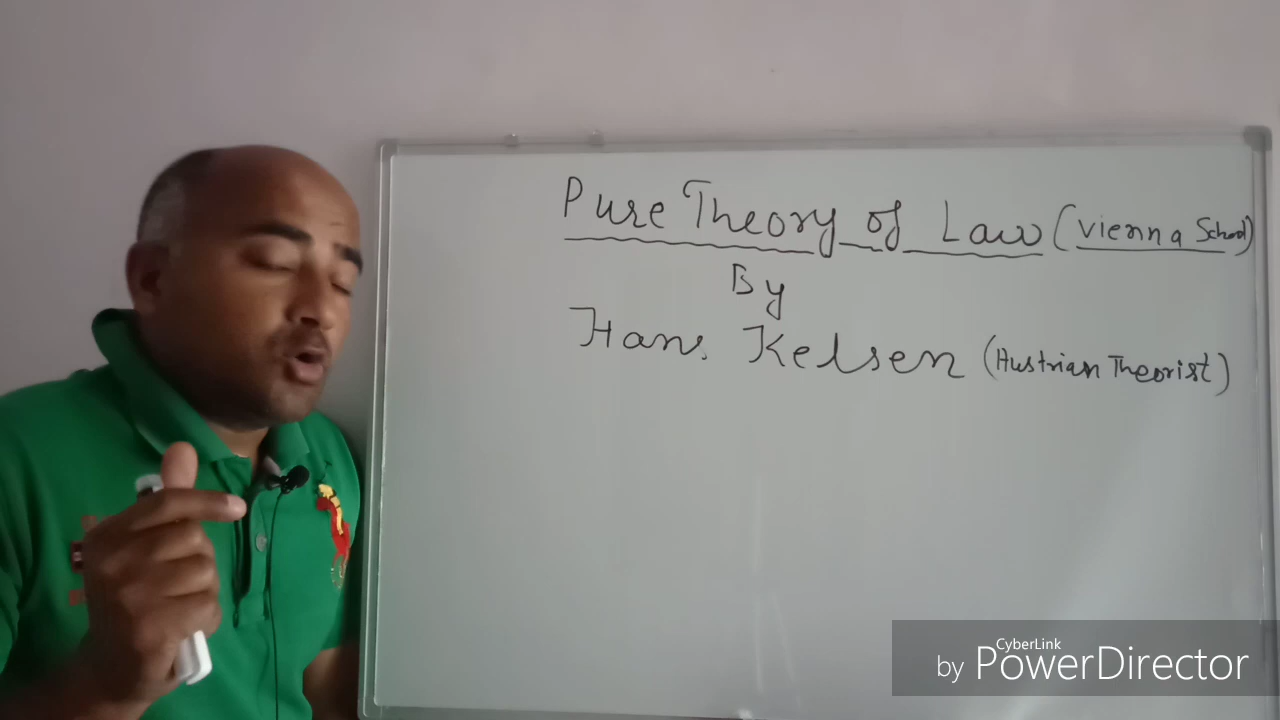 Pure Theory of Law (Vienna School)
By
Hans Kelsen (Austrian Theorist)
CyberLink
by PowerDirector